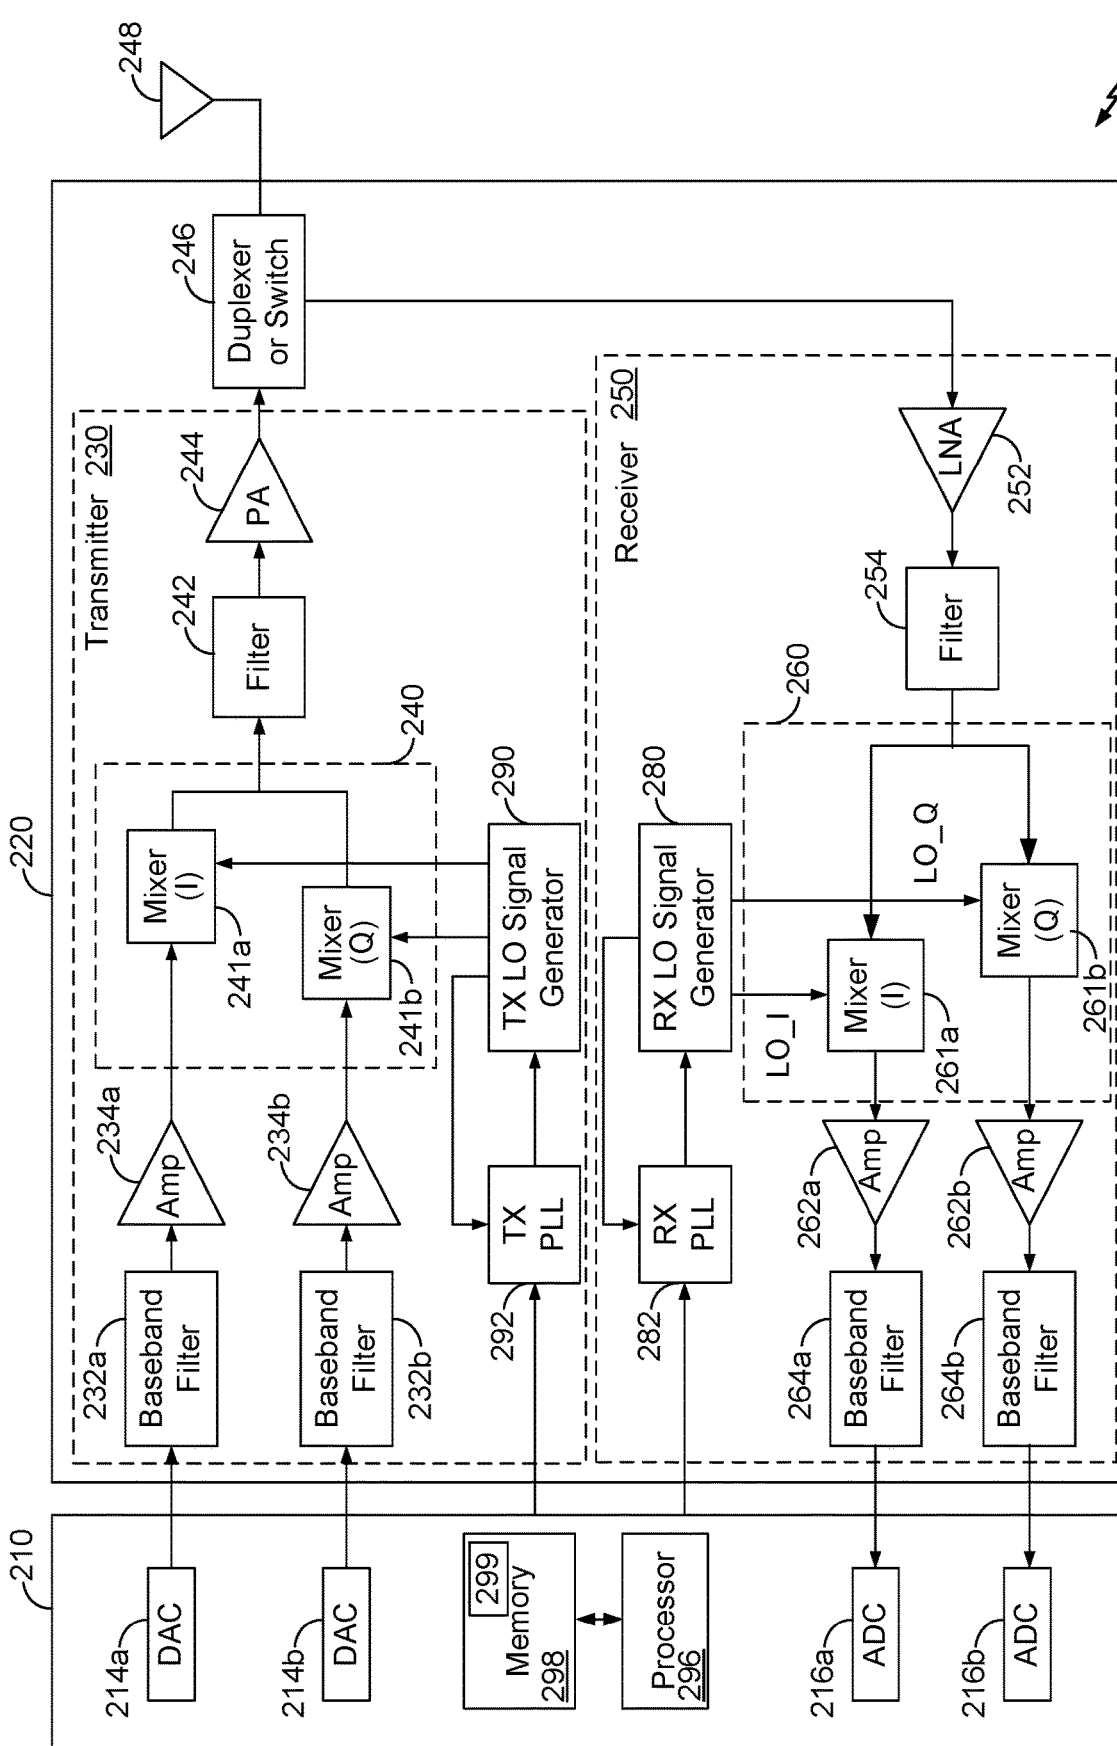 210
214a
DAC
214b
DAC
299
Memory
298
Processor
296
216a
ADC
216b
ADC
220
Transmitter 230
232a
Baseband
Filter
234a
Amp
232b
Baseband
Filter
234b
Amp
241a
Mixer
(I)
241b
Mixer
(Q)
240
242
Filter
244
PA
246
Duplexer
or Switch
248
292
TX
PLL
290
TX LO Signal
Generator
Receiver 250
282
RX
PLL
280
RX LO Signal
Generator
LO_I
LO_Q
260
261a
Mixer
(I)
261b
Mixer
(Q)
254
Filter
252
LNA
262a
Amp
262b
Amp
264a
Baseband
Filter
264b
Baseband
Filter